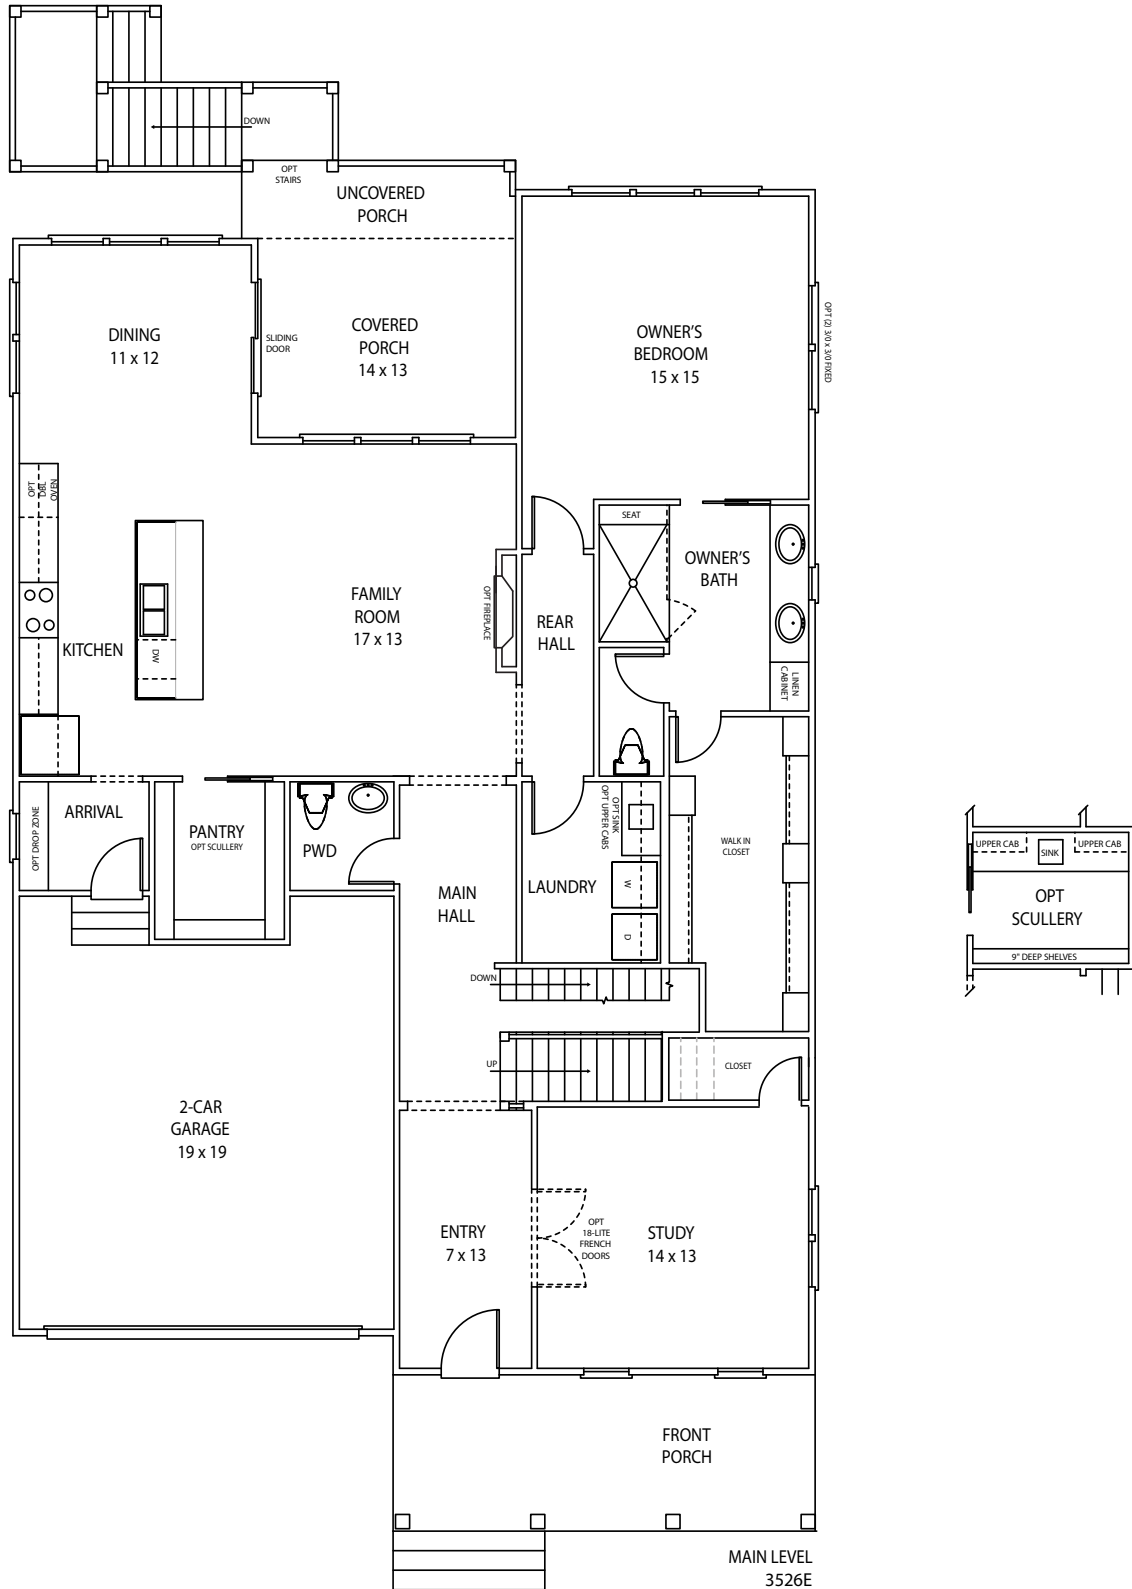 DOWN
OPT
STAIRS
UNCOVERED
PORCH
DINING
11 x 12
SLIDING
DOOR
COVERED
PORCH
14 x 13
OWNER'S
BEDROOM
15 x 15
OPT (2) 3/0 x 3/0 FIXED
OPT
DBL
OVEN
SEAT
OWNER'S
BATH
KITCHEN
DW
FAMILY
ROOM
17 x 13
OPT FIREPLACE
REAR
HALL
LINEN
CABINET
OPT DROP ZONE
ARRIVAL
PANTRY
OPT SCULLERY
PWD
OPT SINK
OPT UPPER CABS
LAUNDRY
W
D
WALK IN
CLOSET
MAIN
HALL
DOWN
UP
CLOSET
UPPER CAB
SINK
UPPER CAB
OPT
SCULLERY
9" DEEP SHELVES
2-CAR
GARAGE
19 x 19
ENTRY
7 x 13
OPT
18-LITE
FRENCH
DOORS
STUDY
14 x 13
FRONT
PORCH
MAIN LEVEL
3526E